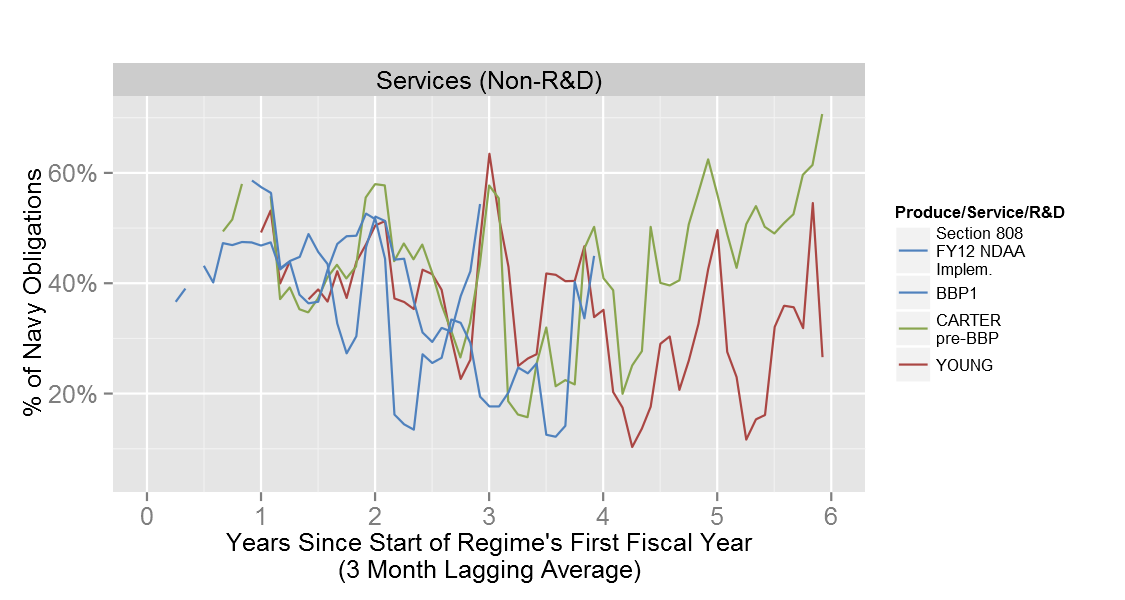 Services (Non-R&D)
% of Navy Obligations
60%
40%
20%
0 1 2 3 4 5 6
Years Since Start of Regime's First Fiscal Year
(3 Month Lagging Average)
Produce/Service/R&D
Section 808
FY12 NDAA
Implem.
BBP1
CARTER
pre-BBP
YOUNG